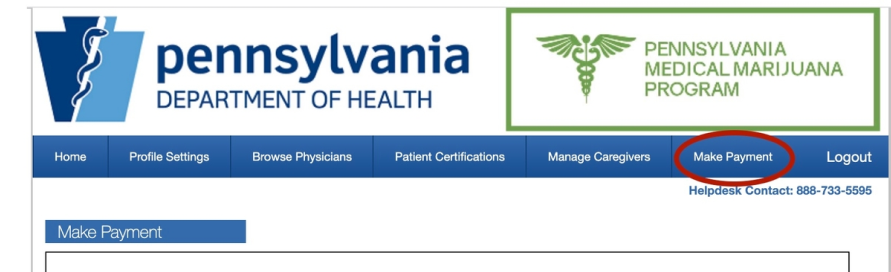 pennsylvania
DEPARTMENT OF HEALTH
PENNSYLVANIA
MEDICAL MARIJUANA
PROGRAM
Home Profile Settings Browse Physicians Patient Certifications Manage Caregivers Make Payment Logout
Helpdesk Contact: 888-733-5595
Make Payment